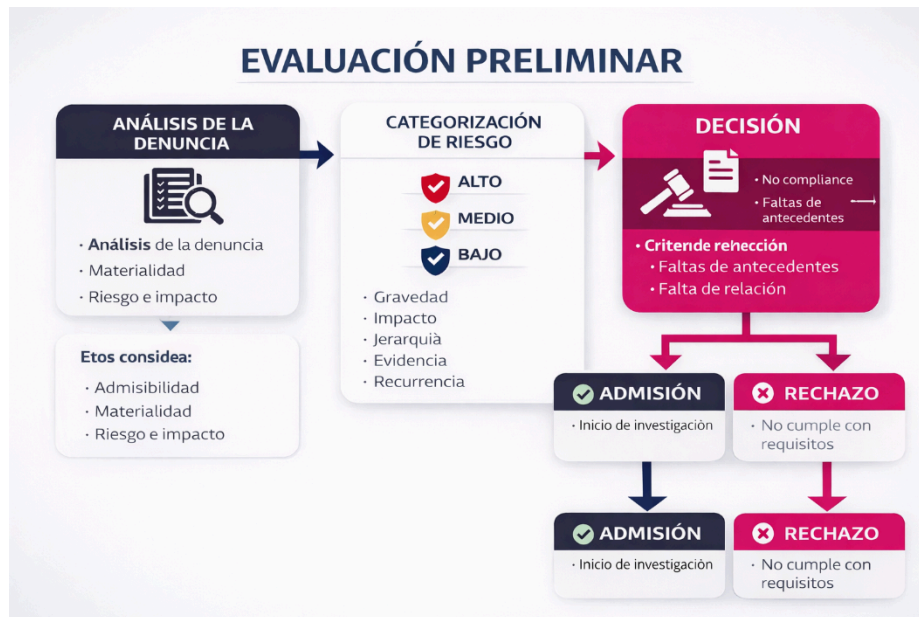 EVALUACIÓN PRELIMINAR
ANÁLISIS DE LA
DENUNCIA
· Análisis de la denuncia
· Materialidad
· Riesgo e impacto
Etos considea:
· Admisibilidad
· Materialidad
· Riesgo e impacto
CATEGORIZACIÓN
DE RIESGO
ALTO
MEDIO
BAJO
· Gravedad
· Impacto
· Jerarquià
· Evidencia
· Recurrencia
DECISIÓN
· No compliance
· Faltas de
antecedentes
· Critende rehección
· Faltas de antecedentes
· Falta de relación
ADMISIÓN
· Inicio de investigación
RECHAZO
· No cumple con
requisitos
ADMISIÓN
· Inicio de investigación
RECHAZO
· No cumple con
requisitos